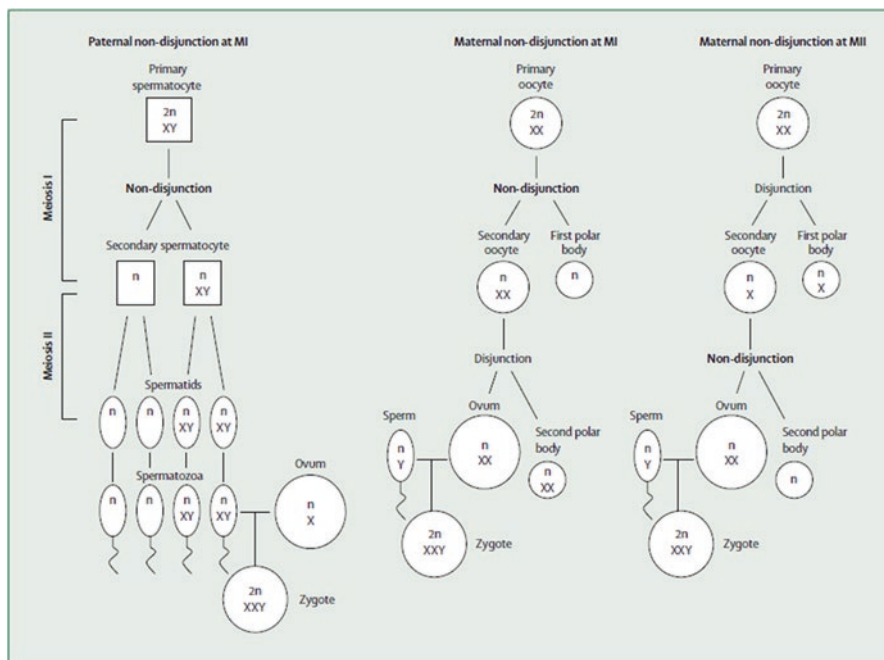 Paternal non-disjunction at MI
Primary
spermatocyte
2n
XY
Meiosis I
Non-disjunction
Secondary spermatocyte
n
n
XY
Meiosis II
Spermatids
n
n
n
XY
n
XY
Spermatozoa
n
n
n
XY
n
XY
Ovum
n
X
2n
XXY
Zygote
Maternal non-disjunction at MI
Primary
oocyte
2n
XX
Non-disjunction
Secondary
oocyte
First polar
body
n
XX
n
Disjunction
Sperm
n
Y
Ovum
n
XX
Second polar
body
n
XX
2n
XXY
Zygote
Maternal non-disjunction at MII
Primary
oocyte
2n
XX
Disjunction
Secondary
oocyte
First polar
body
n
X
n
X
Non-disjunction
Sperm
n
Y
Ovum
n
XX
Second polar
body
n
2n
XXY
Zygote